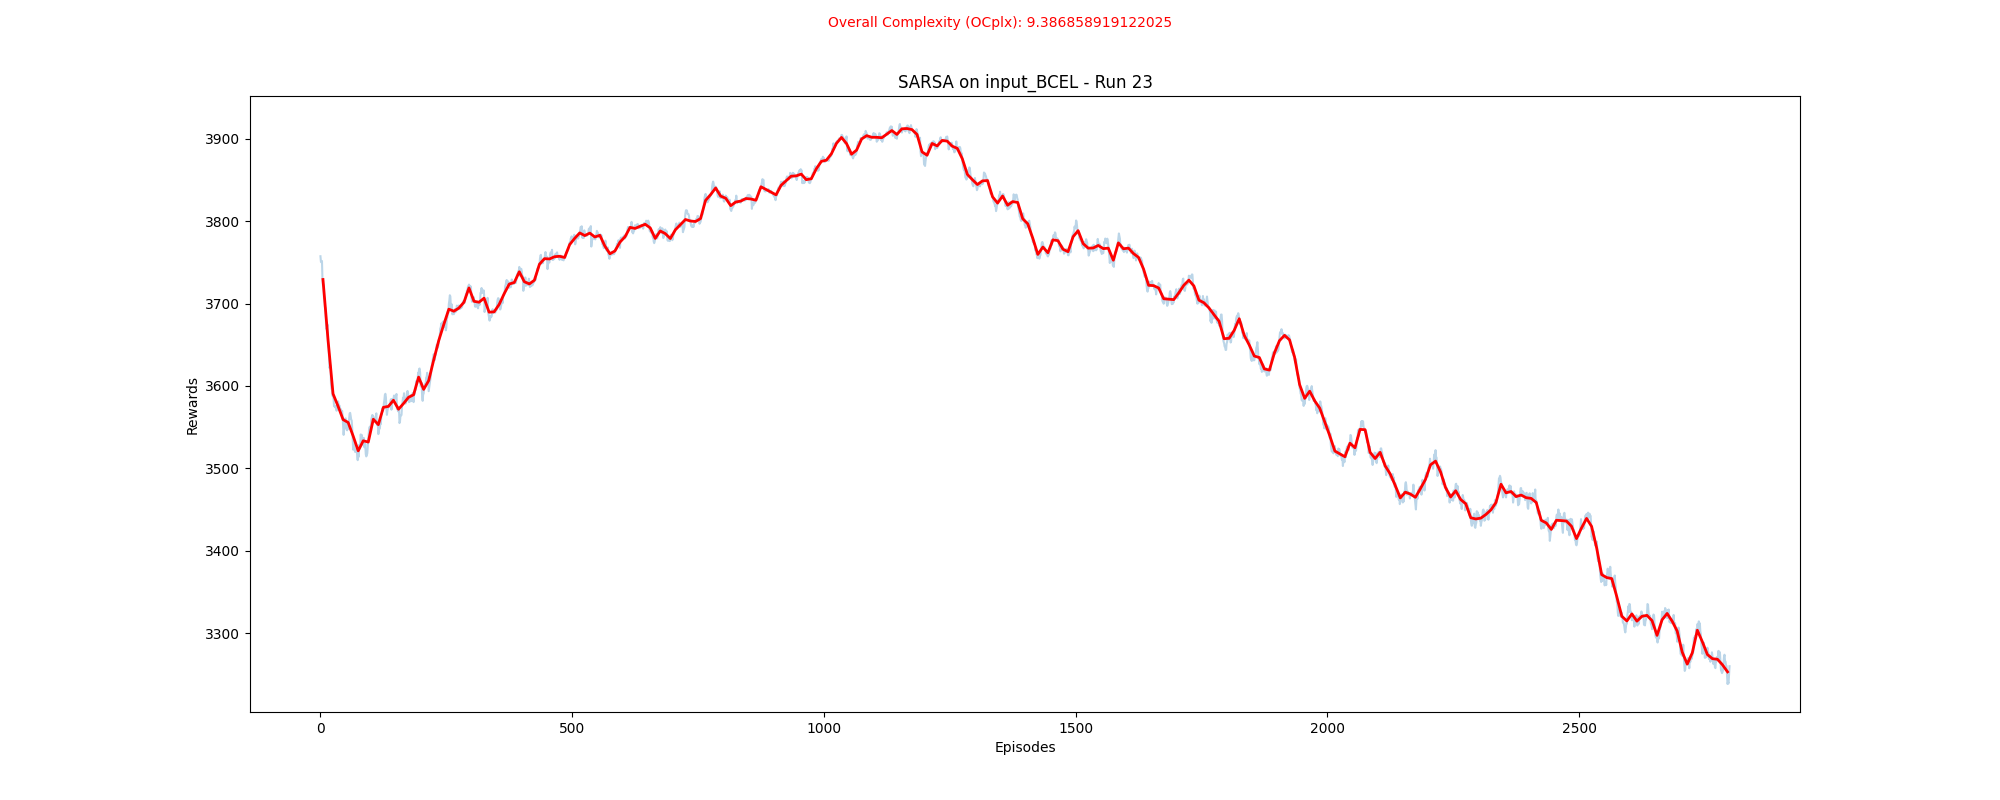 Overall Complexity (OCplx): 9.386858919122025
SARSA on input_BCEL - Run 23
Rewards
3900
3800
3700
3600
3500
3400
3300
0 500 1000 1500 2000 2500
Episodes